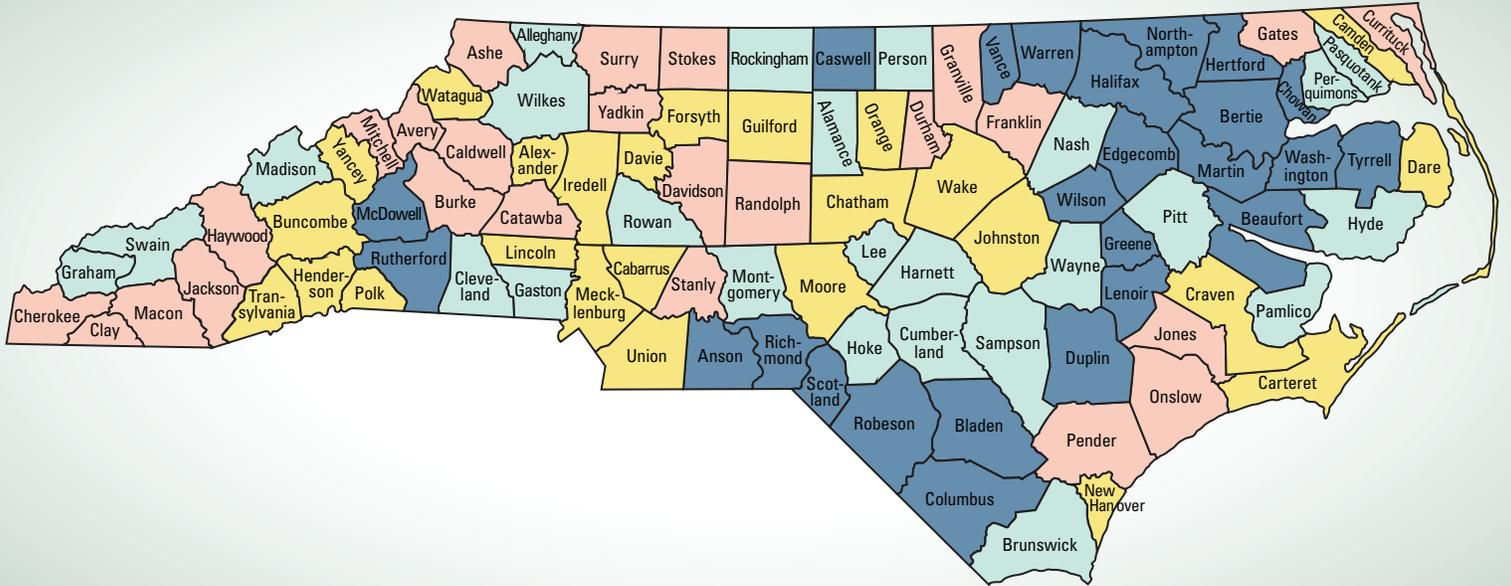 Ashe
Alleghany
Surry
Stokes
Rockingham
Caswell
Person
Granville
Vance
Warren
North-
ampton
Halifax
Hertford
Gates
Camden
Currituck
Pasquotank
Per-
quimons
Chowan
Bertie
Watagua
Wilkes
Yadkin
Forsyth
Guilford
Alamance
Orange
Durham
Franklin
Nash
Edgecomb
Martin
Wash-
ington
Tyrrell
Dare
Mitchell
Avery
Caldwell
Alex-
ander
Iredell
Davie
Davidson
Randolph
Chatham
Wake
Wilson
Madison
Yancey
McDowell
Burke
Catawba
Rowan
Johnston
Greene
Pitt
Beaufort
Hyde
Buncombe
Haywood
Swain
Graham
Rutherford
Cleve-
land
Lincoln
Gaston
Cabarrus
Stanly
Mont-
gomery
Moore
Lee
Harnett
Wayne
Lenoir
Craven
Pamlico
Cherokee
Clay
Macon
Jackson
Tran-
sylvania
Hender-
son
Polk
Meck-
lenburg
Union
Anson
Rich-
mond
Scot-
land
Hoke
Cumber-
land
Sampson
Duplin
Jones
Onslow
Carteret
Robeson
Bladen
Pender
Columbus
New
Hanover
Brunswick